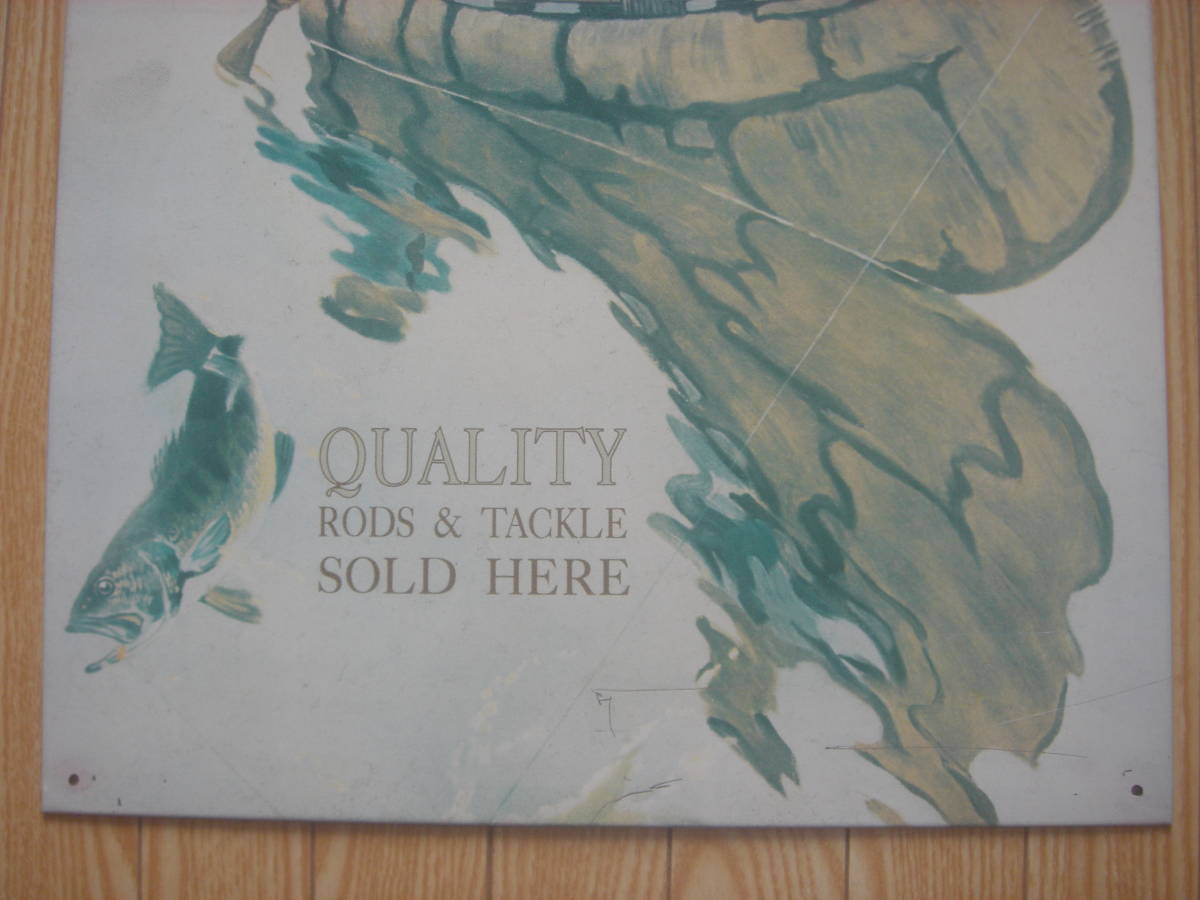 QUALITY
RODS & TACKLE
SOLD HERE